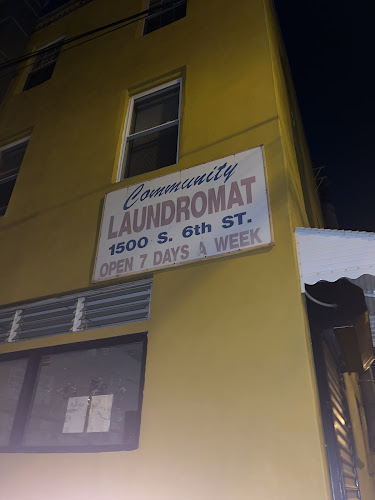 Community
LAUNDROMAT
1500 S. 6th ST.
OPEN 7 DAYS A WEEK